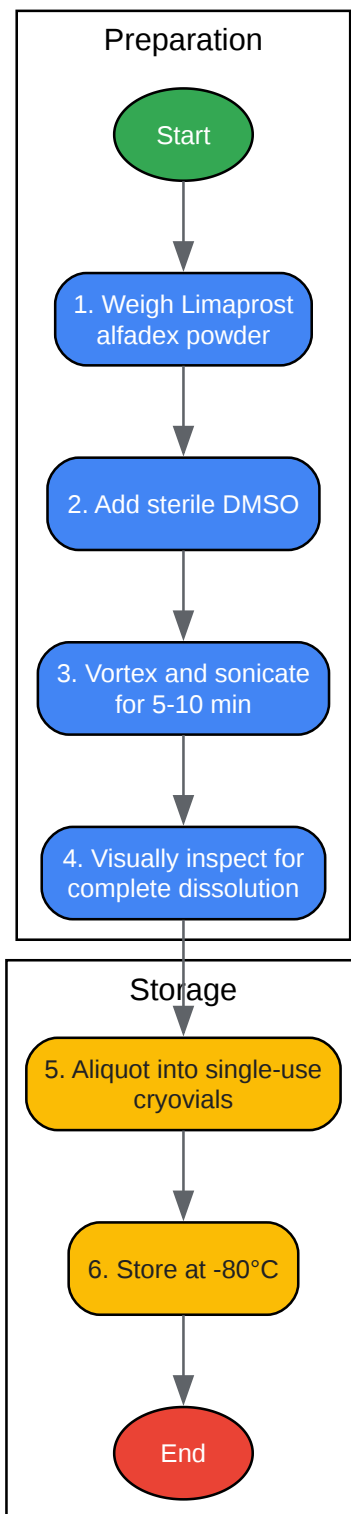 Preparation
Start
1. Weigh Limaprost
alfadex powder
2. Add sterile DMSO
3. Vortex and sonicate
for 5-10 min
4. Visually inspect for
complete dissolution
Storage
5. Aliquot into single-use
cryovials
6. Store at -80°C
End